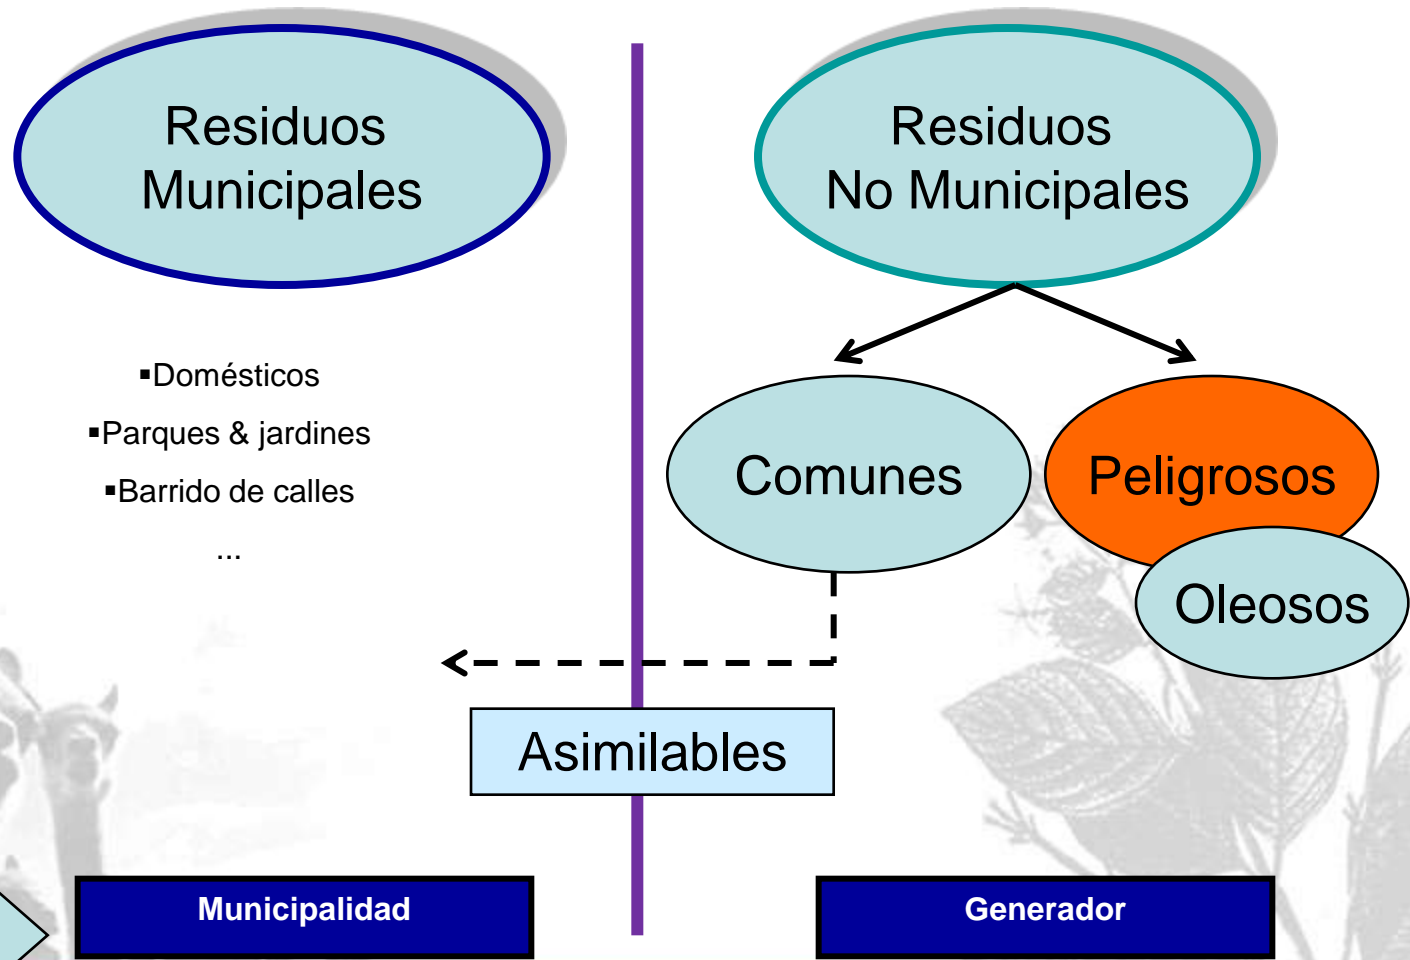 Residuos
Municipales
Residuos
No Municipales
▪Domésticos
▪Parques & jardines
▪Barrido de calles
...
Comunes
Peligrosos
Oleosos
Asimilables
Municipalidad
Generador